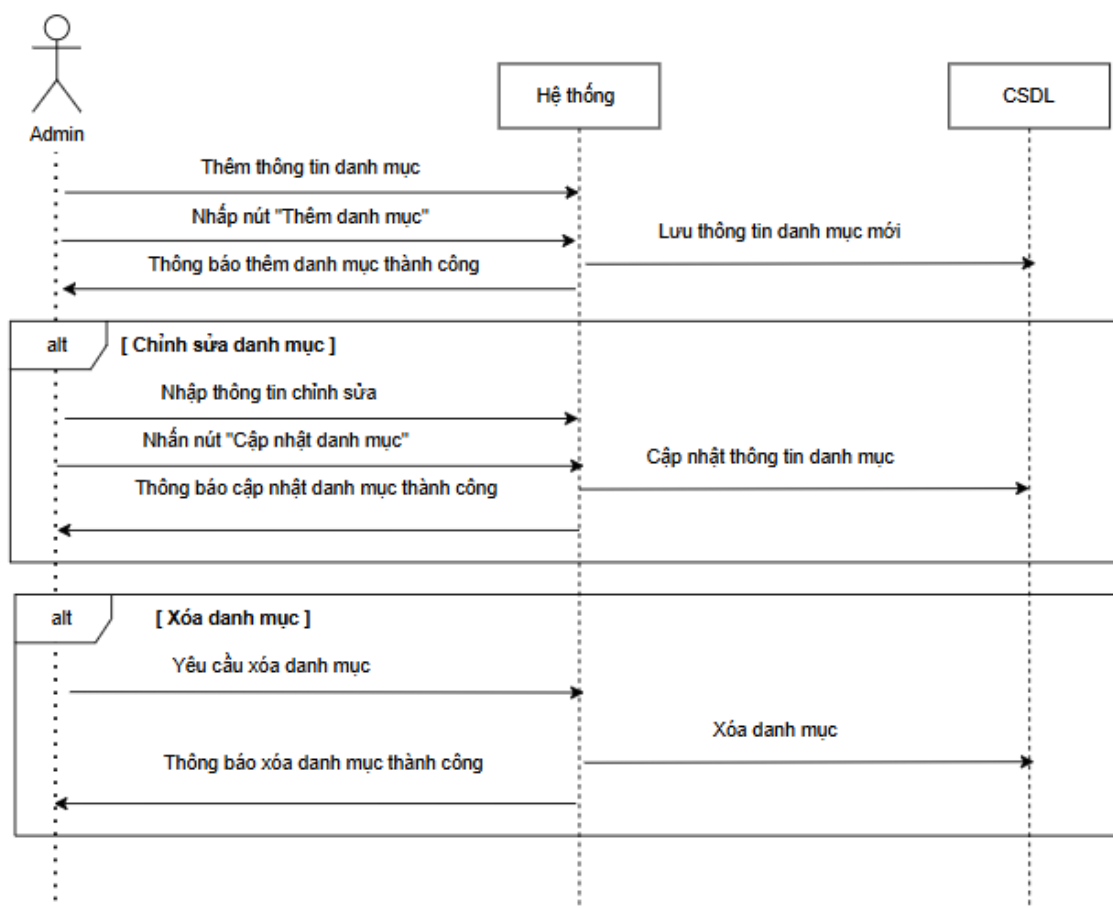 Admin
Hệ thống
CSDL
Thêm thông tin danh mục
Nhấp nút "Thêm danh mục"
Lưu thông tin danh mục mới
Thông báo thêm danh mục thành công
alt
[ Chỉnh sửa danh mục ]
Nhập thông tin chỉnh sửa
Nhấn nút "Cập nhật danh mục"
Cập nhật thông tin danh mục
Thông báo cập nhật danh mục thành công
alt
[ Xóa danh mục ]
Yêu cầu xóa danh mục
Xóa danh mục
Thông báo xóa danh mục thành công